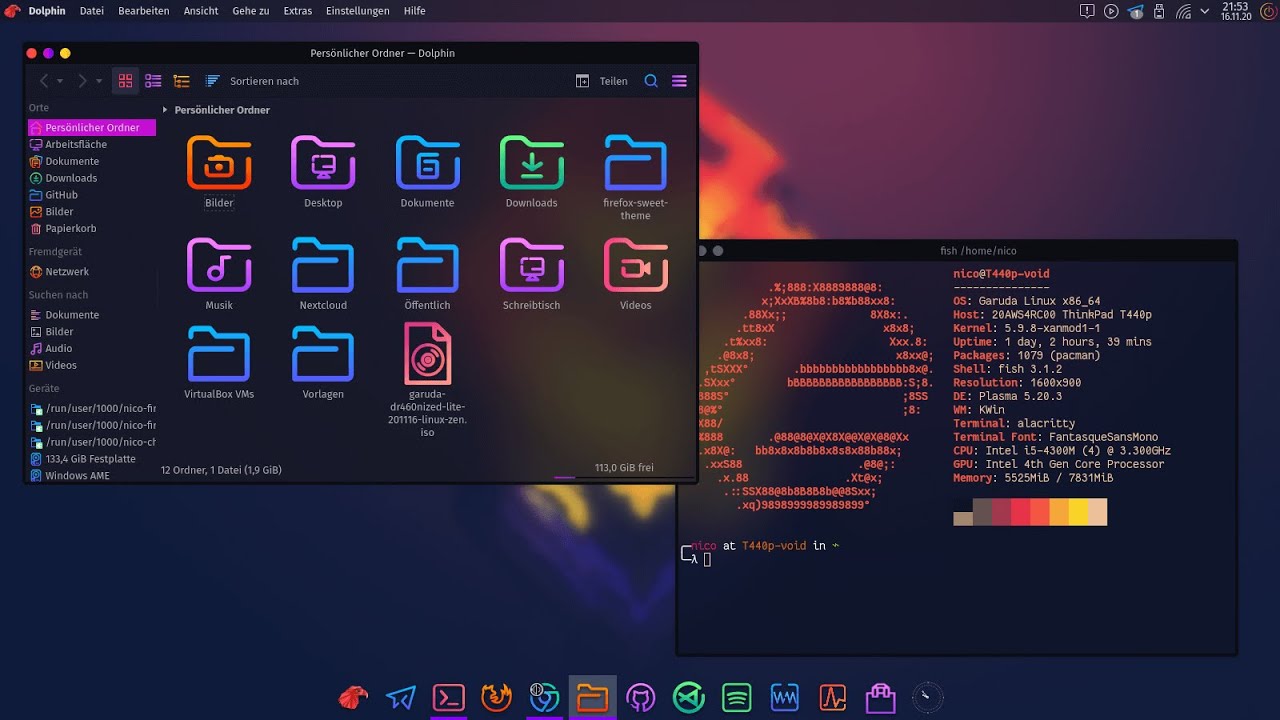 Dolphin Datei Bearbeiten Ansicht Gehe zu Extras Einstellungen Hilfe
21:53
16.11.20
Persönlicher Ordner — Dolphin
Sortieren nach
Teilen
Orte
Persönlicher Ordner
Arbeitsfläche
Dokumente
Downloads
GitHub
Bilder
Papierkorb
Fremdgerät
Netzwerk
Suchen nach
Dokumente
Bilder
Audio
Videos
Geräte
/run/user/1000/nico-fir
/run/user/1000/nico-fir
/run/user/1000/nico-ch
133,4 GiB Festplatte
Windows AME
Persönlicher Ordner
Bilder Desktop Dokumente Downloads firefox-sweet-
theme
Musik Nextcloud Öffentlich Schreibtisch Videos
VirtualBox VMs Vorlagen garuda-
dr460nized-lite-
201116-linux-zen.
iso
12 Ordner, 1 Datei (1,9 GiB)
113,0 GiB frei
fish /home/nico
nico@T440p-void
---------------
OS: Garuda Linux x86_64
Host: 20AWS4RC00 ThinkPad T440p
Kernel: 5.9.8-xanmod1-1
Uptime: 1 day, 2 hours, 39 mins
Packages: 1079 (pacman)
Shell: fish 3.1.2
Resolution: 1600x900
DE: Plasma 5.20.3
WM: KWin
Terminal: alacritty
Terminal Font: FantasqueSansMono
CPU: Intel i5-4300M (4) @ 3.300GHz
GPU: Intel 4th Gen Core Processor
Memory: 5525MiB / 7831MiB
nico at T440p-void in ~
λ